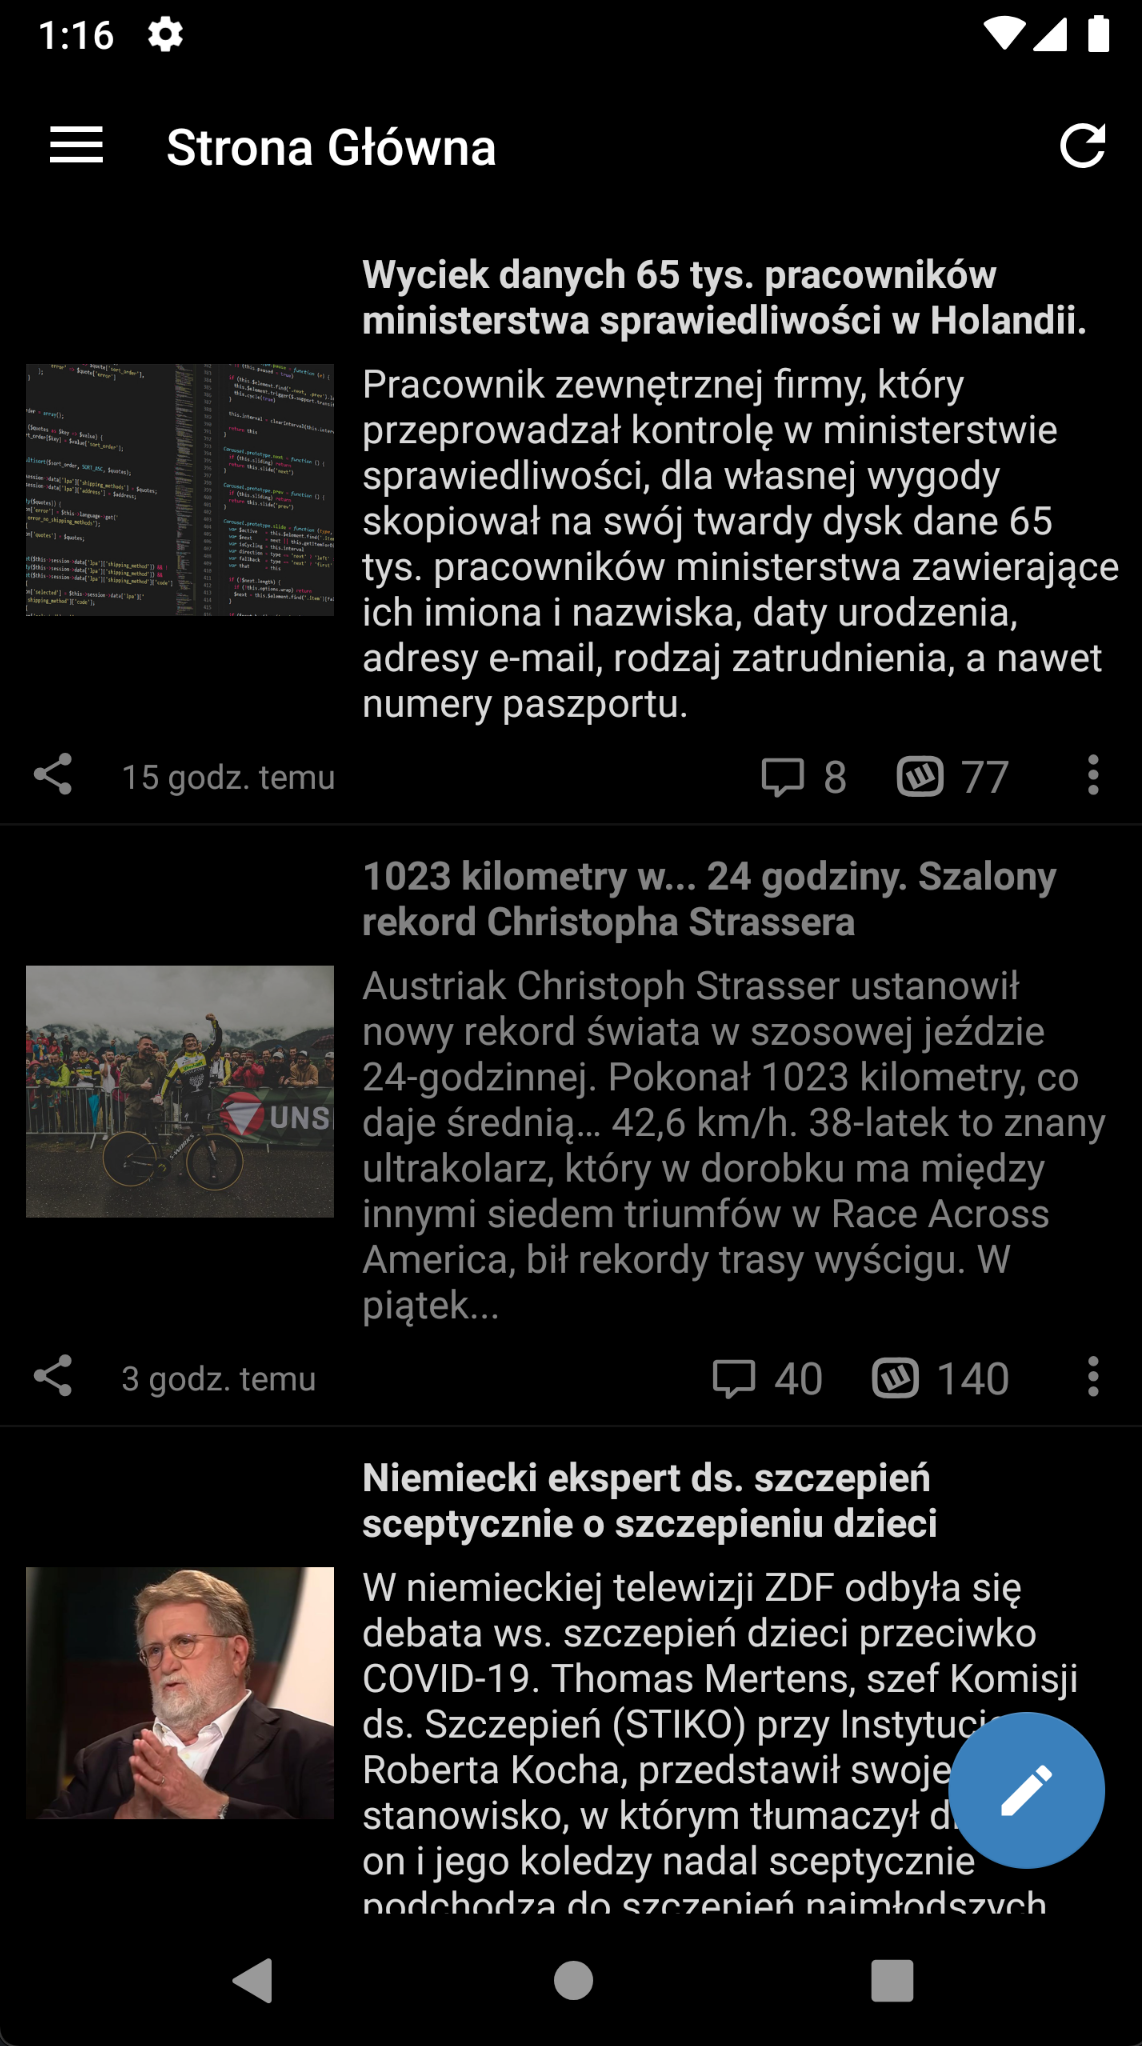 1:16
Strona Główna
Wyciek danych 65 tys. pracowników
ministerstwa sprawiedliwości w Holandii.
Pracownik zewnętrznej firmy, który
przeprowadzał kontrolę w ministerstwie
sprawiedliwości, dla własnej wygody
skopiował na swój twardy dysk dane 65
tys. pracowników ministerstwa zawierające
ich imiona i nazwiska, daty urodzenia,
adresy e-mail, rodzaj zatrudnienia, a nawet
numery paszportu.
15 godz. temu 8 77
1023 kilometry w... 24 godziny. Szalony
rekord Christopha Strassera
Austriak Christoph Strasser ustanowił
nowy rekord świata w szosowej jeździe
24-godzinnej. Pokonał 1023 kilometry, co
daje średnią… 42,6 km/h. 38-latek to znany
ultrakolarz, który w dorobku ma między
innymi siedem triumfów w Race Across
America, bił rekordy trasy wyścigu. W
piątek...
UNS
3 godz. temu 40 140
Niemiecki ekspert ds. szczepień
sceptycznie o szczepieniu dzieci
W niemieckiej telewizji ZDF odbyła się
debata ws. szczepień dzieci przeciwko
COVID-19. Thomas Mertens, szef Komisji
ds. Szczepień (STIKO) przy Instytucie
Roberta Kocha, przedstawił swoje
stanowisko, w którym tłumaczył
on i jego koledzy nadal sceptycznie
podchodzą do szczepień najmłodszych